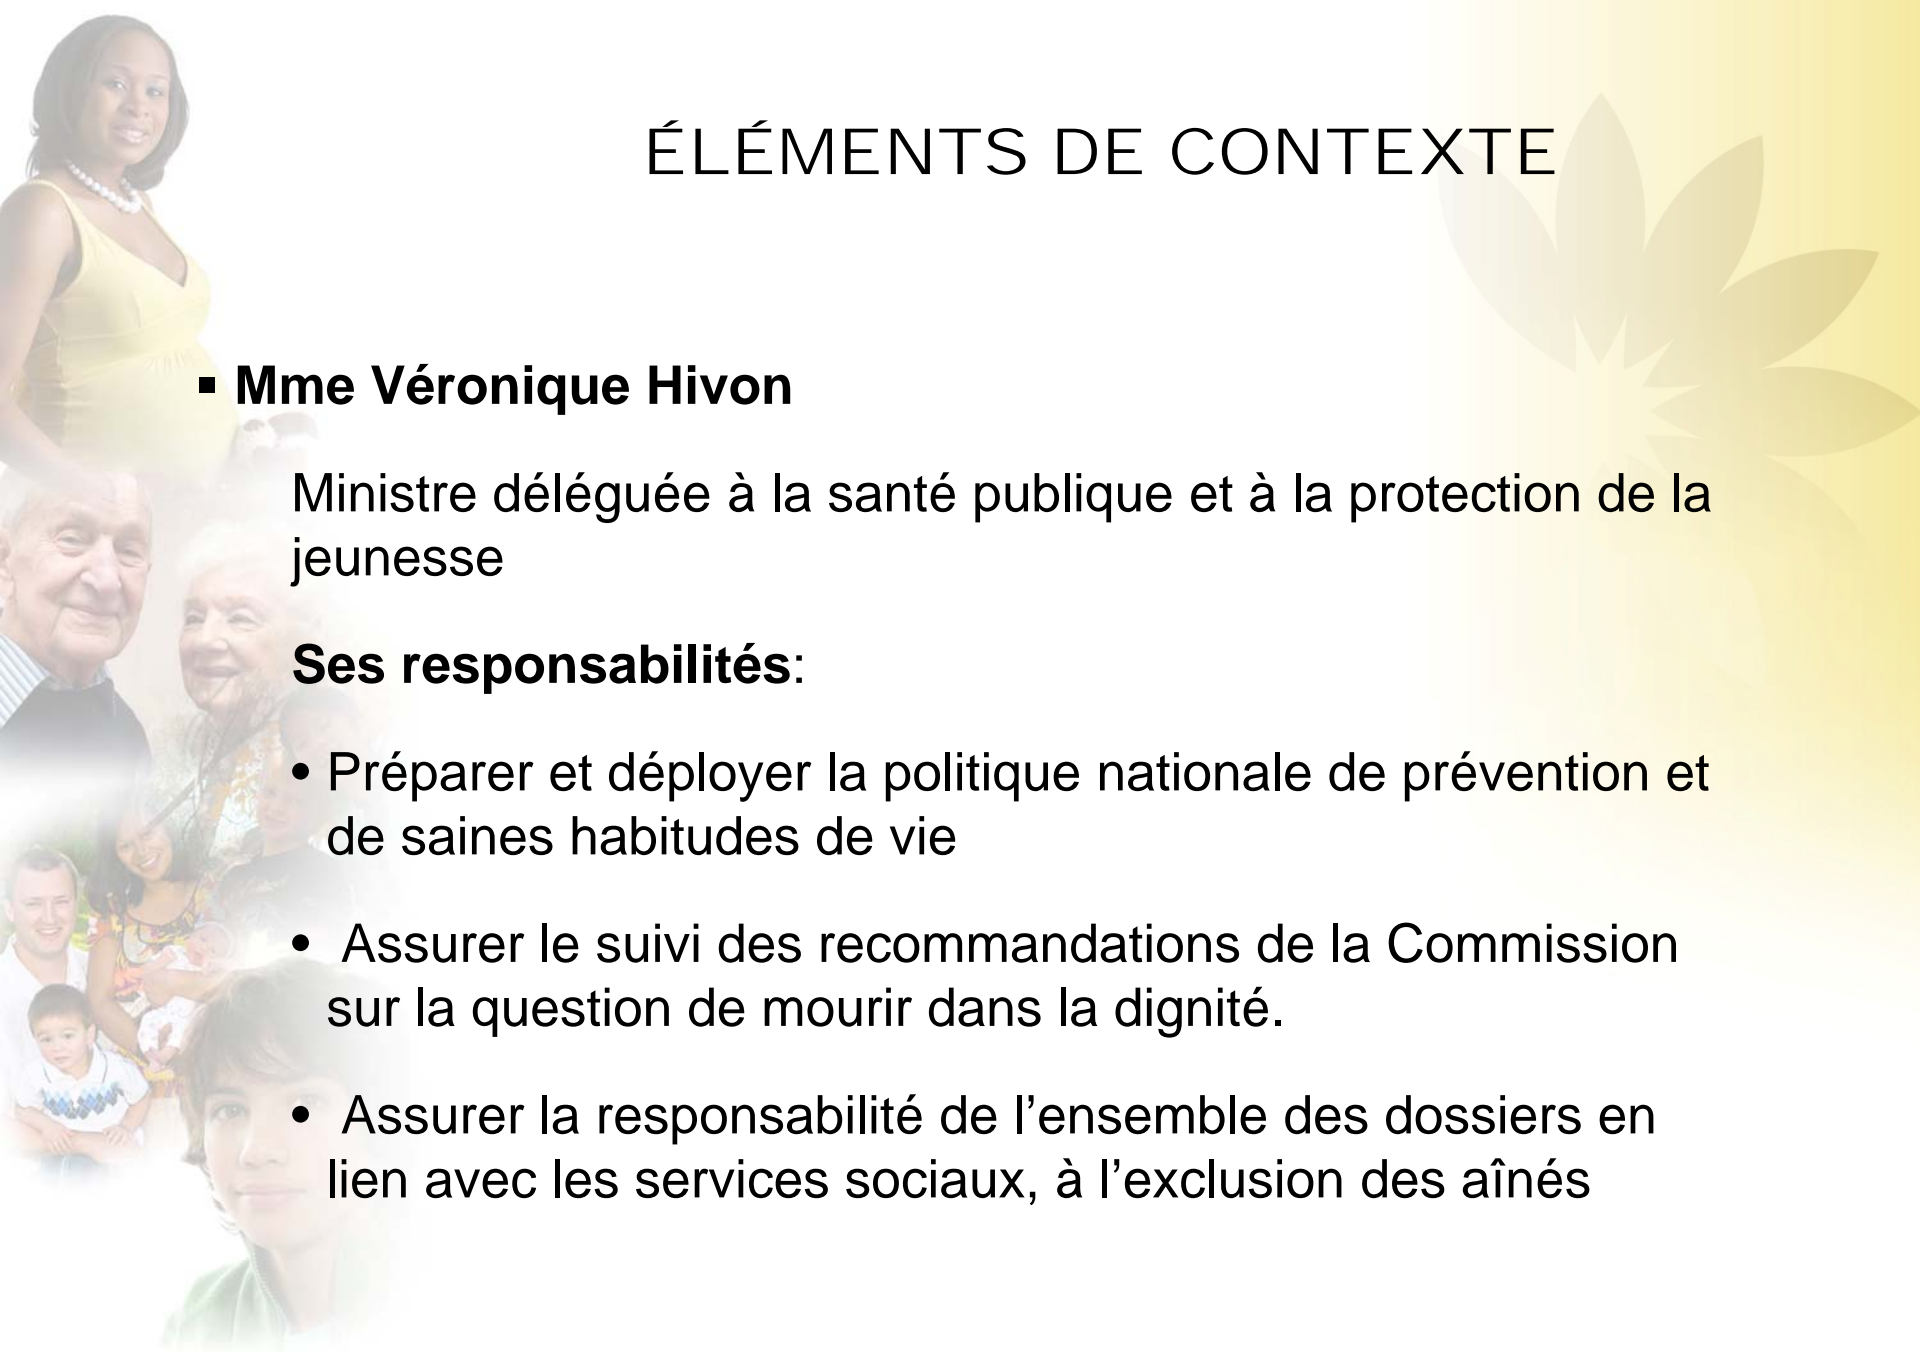 ÉLÉMENTS DE CONTEXTE
▪ Mme Véronique Hivon
Ministre déléguée à la santé publique et à la protection de la
jeunesse
Ses responsabilités:
• Préparer et déployer la politique nationale de prévention et
de saines habitudes de vie
• Assurer le suivi des recommandations de la Commission
sur la question de mourir dans la dignité.
• Assurer la responsabilité de l’ensemble des dossiers en
lien avec les services sociaux, à l’exclusion des aînés